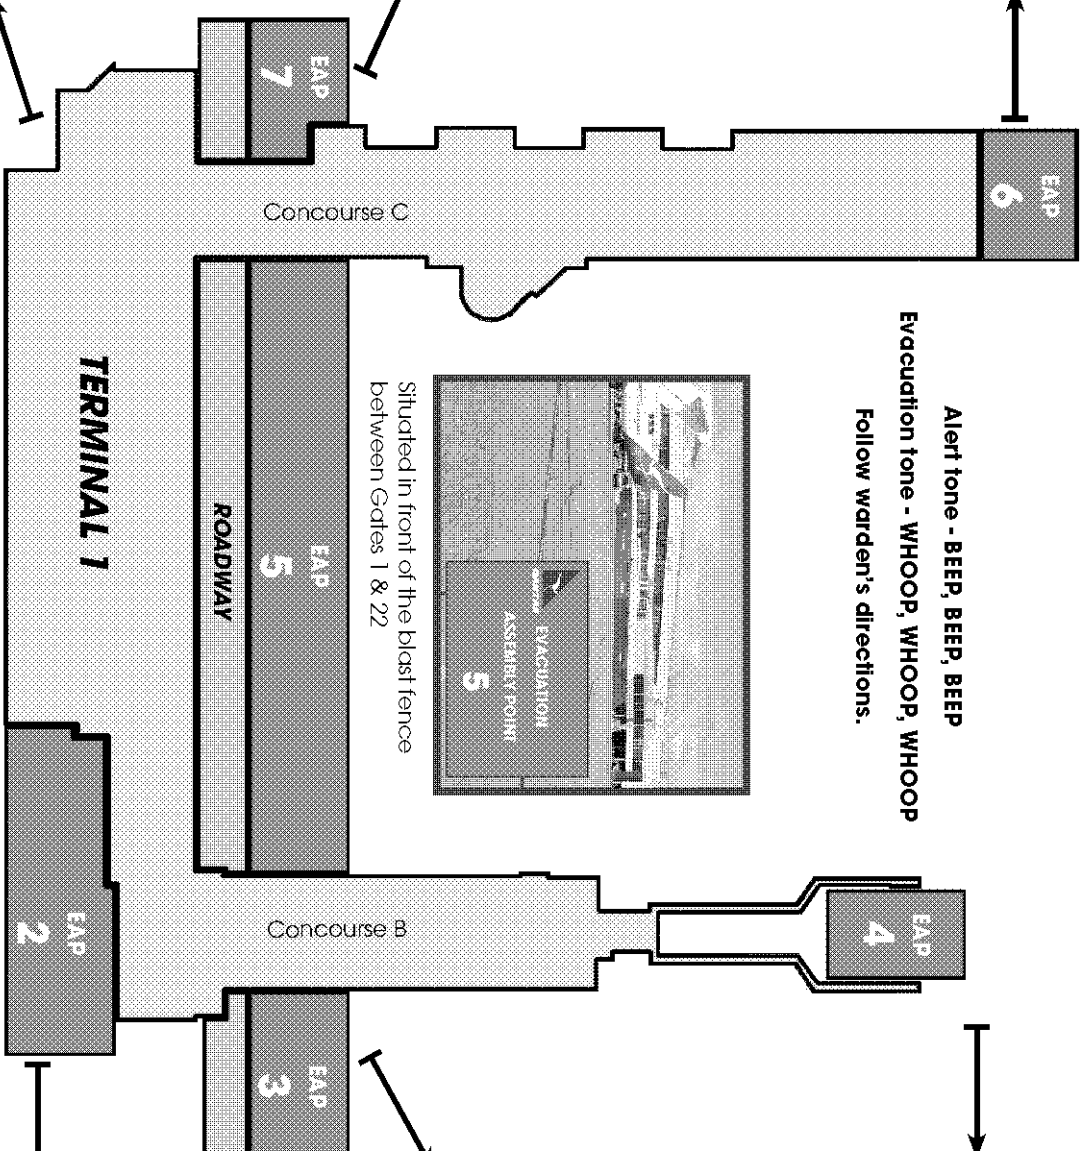 Alert tone - BEEP, BEEP, BEEP
Evacuation tone - WHOOP, WHOOP, WHOOP
Follow warden's directions.
EAP
6
EAP
4
EVACUATION
ASSEMBLY POINT
5
Situated in front of the blast fence
between Gates 1 & 22
Concourse C
Concourse B
EAP
7
EAP
5
EAP
3
ROADWAY
TERMINAL 1
EAP
2